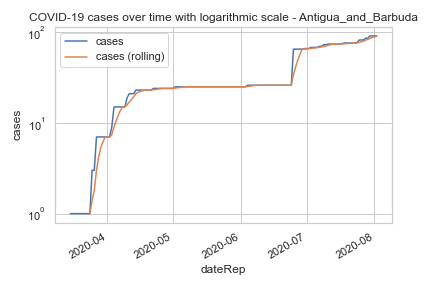 COVID-19 cases over time with logarithmic scale - Antigua_and_Barbuda
cases
cases (rolling)
10²
10¹
10⁰
cases
2020-04
2020-05
2020-06
2020-07
2020-08
dateRep